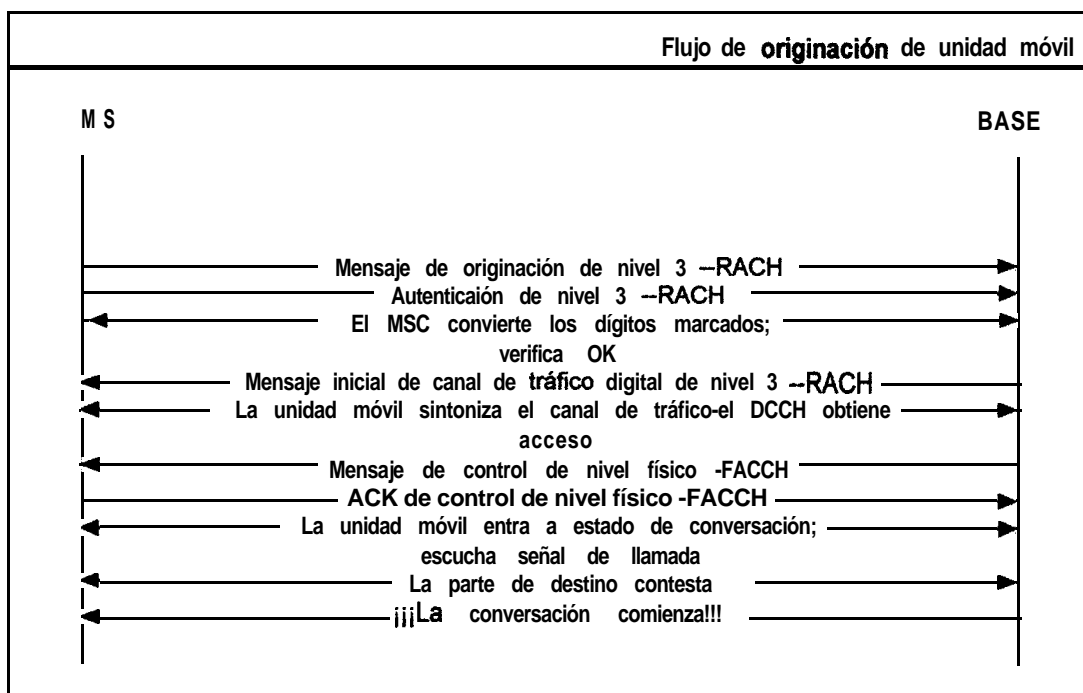 Flujo de originación de unidad móvil
M S
BASE
Mensaje de originación de nivel 3 --RACH
Autenticaión de nivel 3 --RACH
El MSC convierte los dígitos marcados;
verifica OK
Mensaje inicial de canal de tráfico digital de nivel 3 --RACH
La unidad móvil sintoniza el canal de tráfico-el DCCH obtiene
acceso
Mensaje de control de nivel físico -FACCH
ACK de control de nivel físico -FACCH
La unidad móvil entra a estado de conversación;
escucha señal de llamada
La parte de destino contesta
¡¡¡La conversación comienza!!!